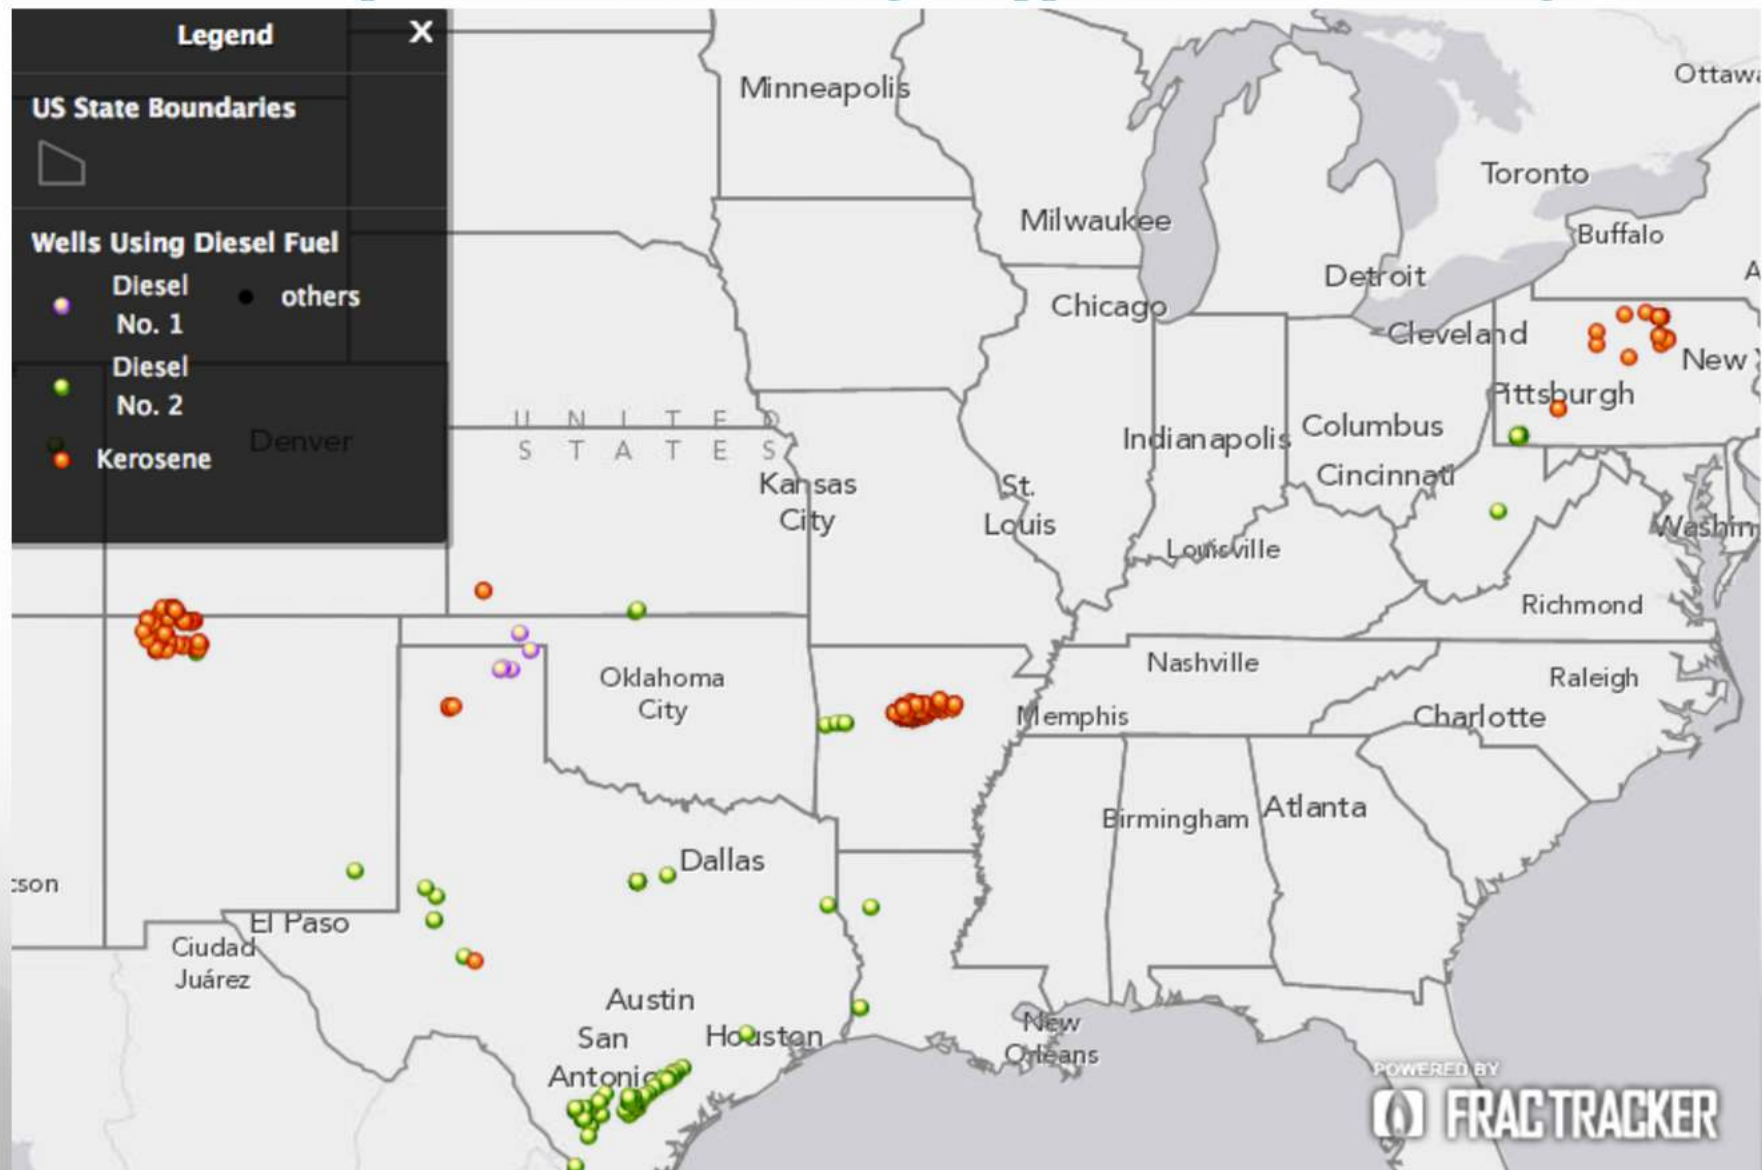 Legend X
US State Boundaries
Wells Using Diesel Fuel
Diesel
No. 1
others
Diesel
No. 2
Kerosene
Denver
UNITED
STATES
Minneapolis
Milwaukee
Chicago
Detroit
Toronto
Buffalo
Cleveland
New
Pittsburgh
Columbus
Indianapolis
Cincinnati
Kansas
City
St.
Louis
Louisville
Washin
Richmond
Nashville
Raleigh
Oklahoma
City
Memphis
Charlotte
Birmingham
Atlanta
Dallas
El Paso
Ciudad
Juárez
Austin
San
Antonio
Houston
New
Orleans
POWERED BY
FRACTRACKER